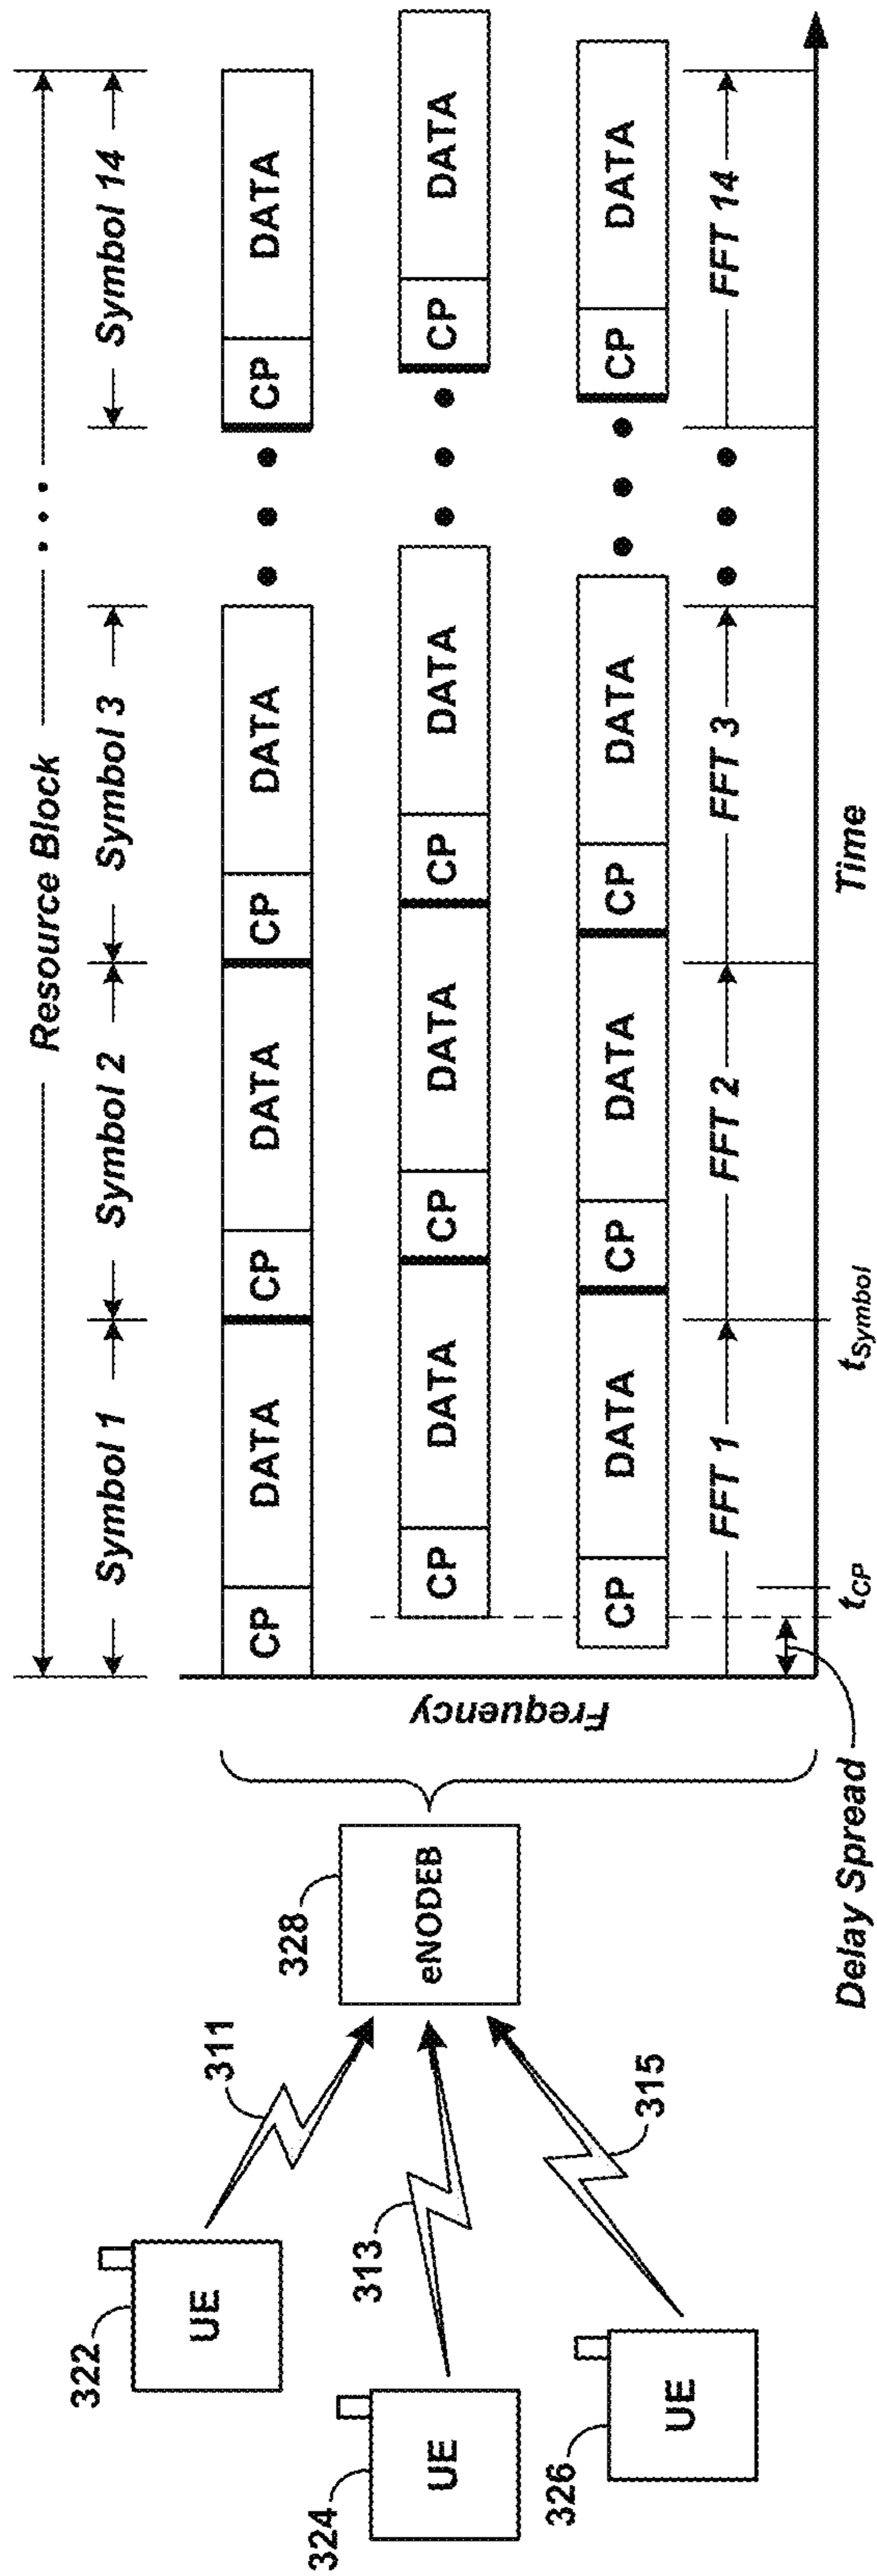 Resource Block
Symbol 1 Symbol 2 Symbol 3 Symbol 14
CP DATA CP DATA CP DATA CP DATA
CP DATA CP DATA CP DATA CP DATA
CP DATA CP DATA CP DATA CP DATA
FFT 1 FFT 2 FFT 3 FFT 14
Frequency
tCP tSymbol Time
Delay Spread
322 UE
311
324 UE
313
326 UE
315
328
eNODEB